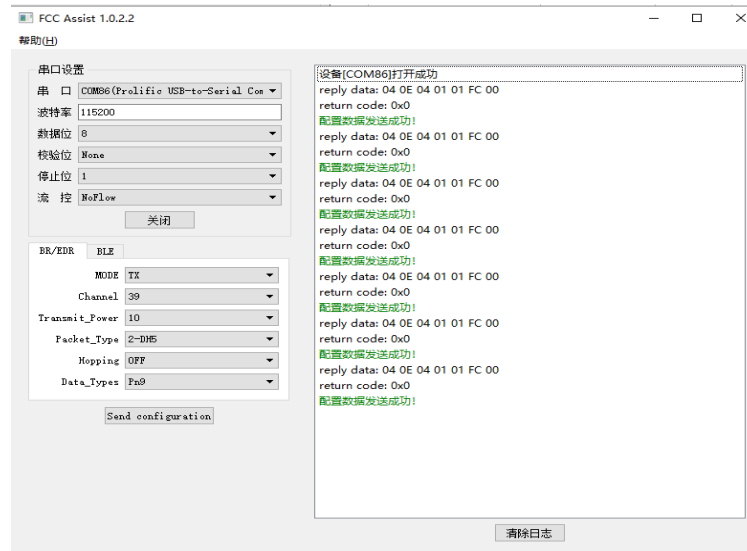 FCC Assist 1.0.2.2
帮助(H)
串口设置
串 口 COM86(Prolific USB-to-Serial Com
波特率 115200
数据位 8
校验位 None
停止位 1
流 控 NoFlow
关闭
BR/EDR BLE
MODE TX
Channel 39
Transmit_Power 10
Packet_Type 2-DH5
Hopping OFF
Data_Types Pn9
Send configuration
设备[COM86]打开成功
reply data: 04 0E 04 01 01 FC 00
return code: 0x0
配置数据发送成功!
reply data: 04 0E 04 01 01 FC 00
return code: 0x0
配置数据发送成功!
reply data: 04 0E 04 01 01 FC 00
return code: 0x0
配置数据发送成功!
reply data: 04 0E 04 01 01 FC 00
return code: 0x0
配置数据发送成功!
reply data: 04 0E 04 01 01 FC 00
return code: 0x0
配置数据发送成功!
reply data: 04 0E 04 01 01 FC 00
return code: 0x0
配置数据发送成功!
reply data: 04 0E 04 01 01 FC 00
return code: 0x0
配置数据发送成功!
清除日志